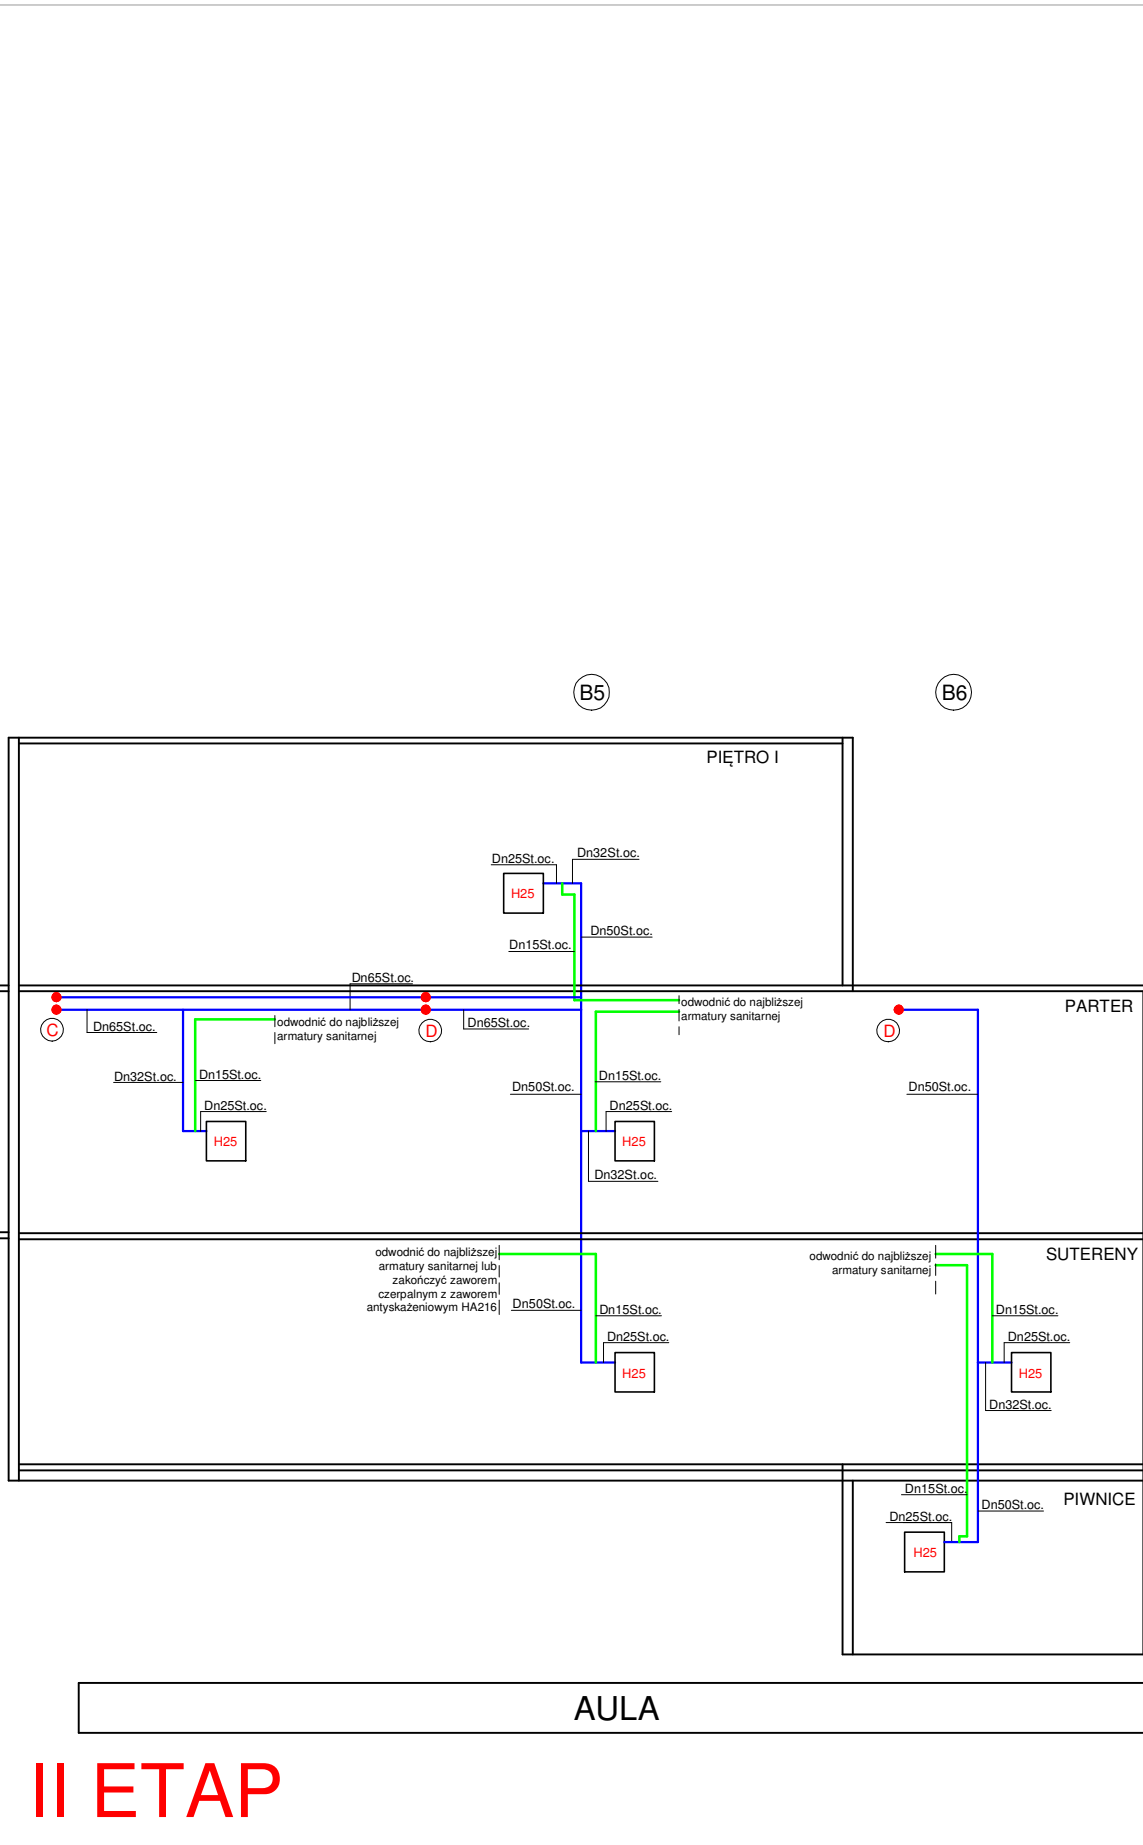 B5
B6
PIĘTRO I
Dn25St.oc.
Dn32St.oc.
H25
Dn50St.oc.
Dn15St.oc.
Dn65St.oc.
odwodnić do najbliższej
armatury sanitarnej
PARTER
C
Dn65St.oc.
odwodnić do najbliższej
armatury sanitarnej
D
Dn65St.oc.
D
Dn32St.oc.
Dn15St.oc.
Dn50St.oc.
Dn15St.oc.
Dn50St.oc.
Dn25St.oc.
Dn25St.oc.
H25
H25
Dn32St.oc.
odwodnić do najbliższej
armatury sanitarnej lub
zakończyć zaworem
czerpalnym z zaworem
antyskażeniowym HA216
odwodnić do najbliższej
armatury sanitarnej
SUTERENY
Dn50St.oc.
Dn15St.oc.
Dn15St.oc.
Dn25St.oc.
Dn25St.oc.
H25
H25
Dn32St.oc.
Dn15St.oc.
Dn50St.oc.
PIWNICE
Dn25St.oc.
H25
AULA
II ETAP